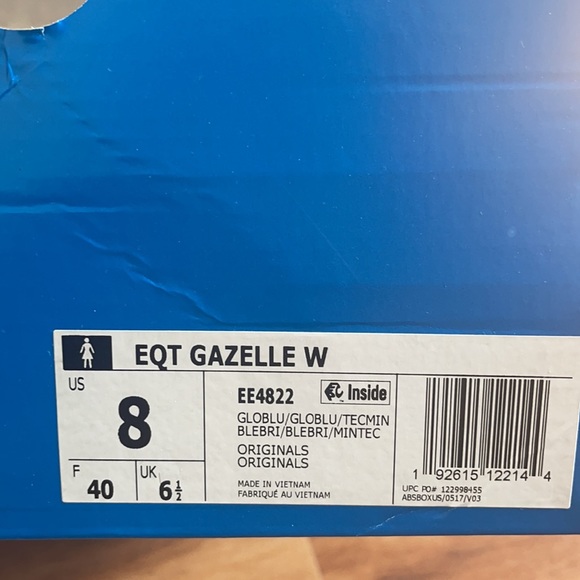 EQT GAZELLE W
US
8
F
40
UK
6½
EE4822
Inside
GLOBLU/GLOBLU/TECMIN
BLEBRI/BLEBRI/MINTEC
ORIGINALS
ORIGINALS
MADE IN VIETNAM
FABRIQUÉ AU VIETNAM
1 92615 12214 4
UPC PO# 122998455
ABSBOXUS/0517/V03